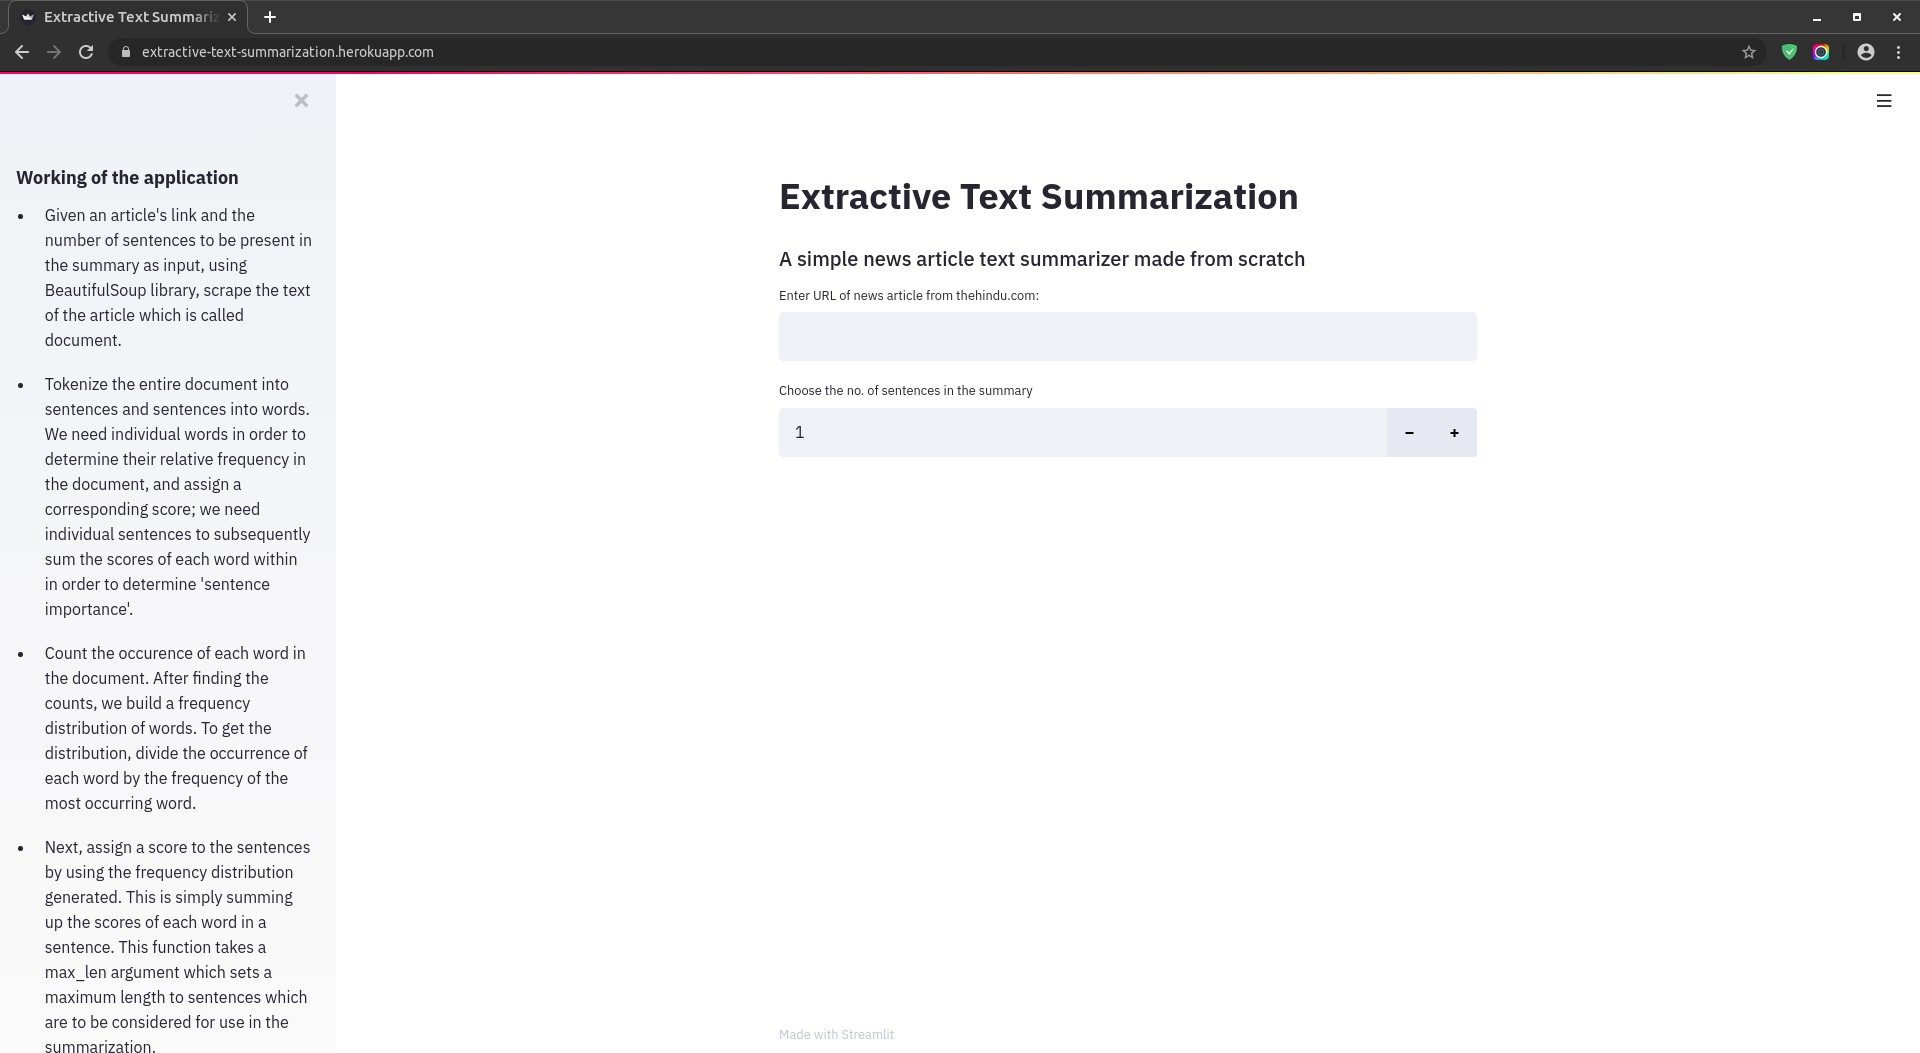 Extractive Text Summariz
extractive-text-summarization.herokuapp.com
Working of the application
• Given an article's link and the
number of sentences to be present in
the summary as input, using
BeautifulSoup library, scrape the text
of the article which is called
document.
• Tokenize the entire document into
sentences and sentences into words.
We need individual words in order to
determine their relative frequency in
the document, and assign a
corresponding score; we need
individual sentences to subsequently
sum the scores of each word within
in order to determine 'sentence
importance'.
• Count the occurence of each word in
the document. After finding the
counts, we build a frequency
distribution of words. To get the
distribution, divide the occurrence of
each word by the frequency of the
most occurring word.
• Next, assign a score to the sentences
by using the frequency distribution
generated. This is simply summing
up the scores of each word in a
sentence. This function takes a
max_len argument which sets a
maximum length to sentences which
are to be considered for use in the
summarization.
Extractive Text Summarization
A simple news article text summarizer made from scratch
Enter URL of news article from thehindu.com:
Choose the no. of sentences in the summary
1
Made with Streamlit